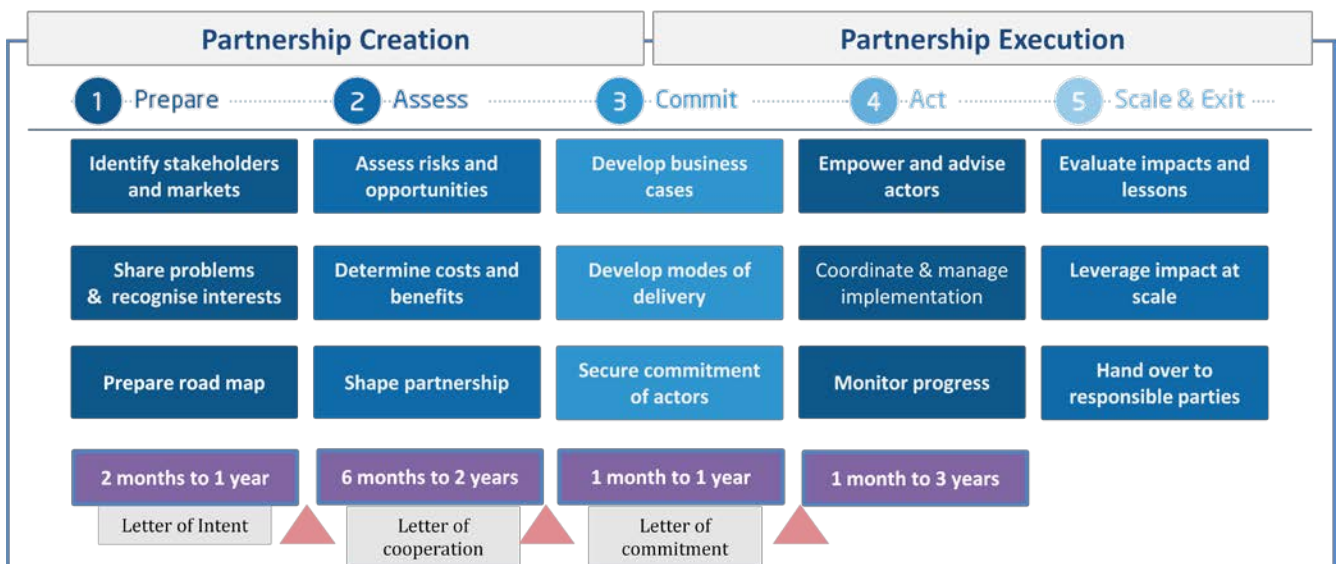 Partnership Creation
Partnership Execution
1 Prepare
2 Assess
3 Commit
4 Act
5 Scale & Exit
Identify stakeholders
and markets
Assess risks and
opportunities
Develop business
cases
Empower and advise
actors
Evaluate impacts and
lessons
Share problems
& recognise interests
Determine costs and
benefits
Develop modes of
delivery
Coordinate & manage
implementation
Leverage impact at
scale
Prepare road map
Shape partnership
Secure commitment
of actors
Monitor progress
Hand over to
responsible parties
2 months to 1 year
6 months to 2 years
1 month to 1 year
1 month to 3 years
Letter of Intent
Letter of
cooperation
Letter of
commitment